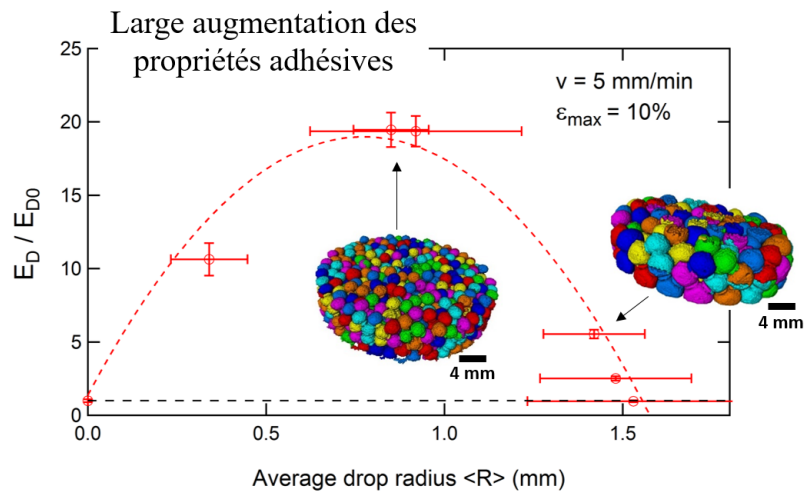 Large augmentation des
propriétés adhésives
25
20
15
10
5
0
E_D / E_D0
v = 5 mm/min
ε_max = 10%
4 mm
4 mm
0.0
0.5
1.0
1.5
Average drop radius <R> (mm)